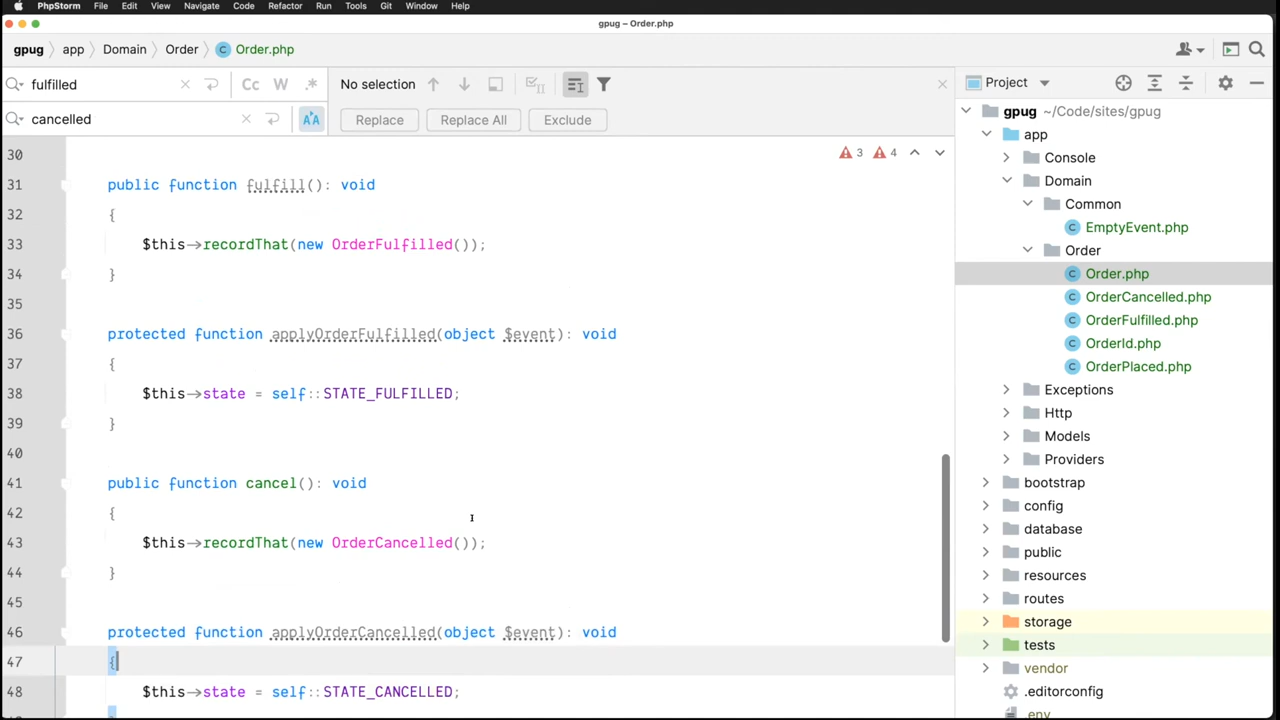 PhpStorm File Edit View Navigate Code Refactor Run Tools Git Window Help
gpug – Order.php
gpug app Domain Order Order.php
fulfilled Cc W .* No selection
cancelled Replace Replace All Exclude
3 4
30
31 public function fulfill(): void
32 {
33 $this->recordThat(new OrderFulfilled());
34 }
35
36 protected function applyOrderFulfilled(object $event): void
37 {
38 $this->state = self::STATE_FULFILLED;
39 }
40
41 public function cancel(): void
42 {
43 $this->recordThat(new OrderCancelled());
44 }
45
46 protected function applyOrderCancelled(object $event): void
47 {
48 $this->state = self::STATE_CANCELLED;
Project
gpug ~/Code/sites/gpug
app
Console
Domain
Common
EmptyEvent.php
Order
Order.php
OrderCancelled.php
OrderFulfilled.php
OrderId.php
OrderPlaced.php
Exceptions
Http
Models
Providers
bootstrap
config
database
public
resources
routes
storage
tests
vendor
.editorconfig
.env